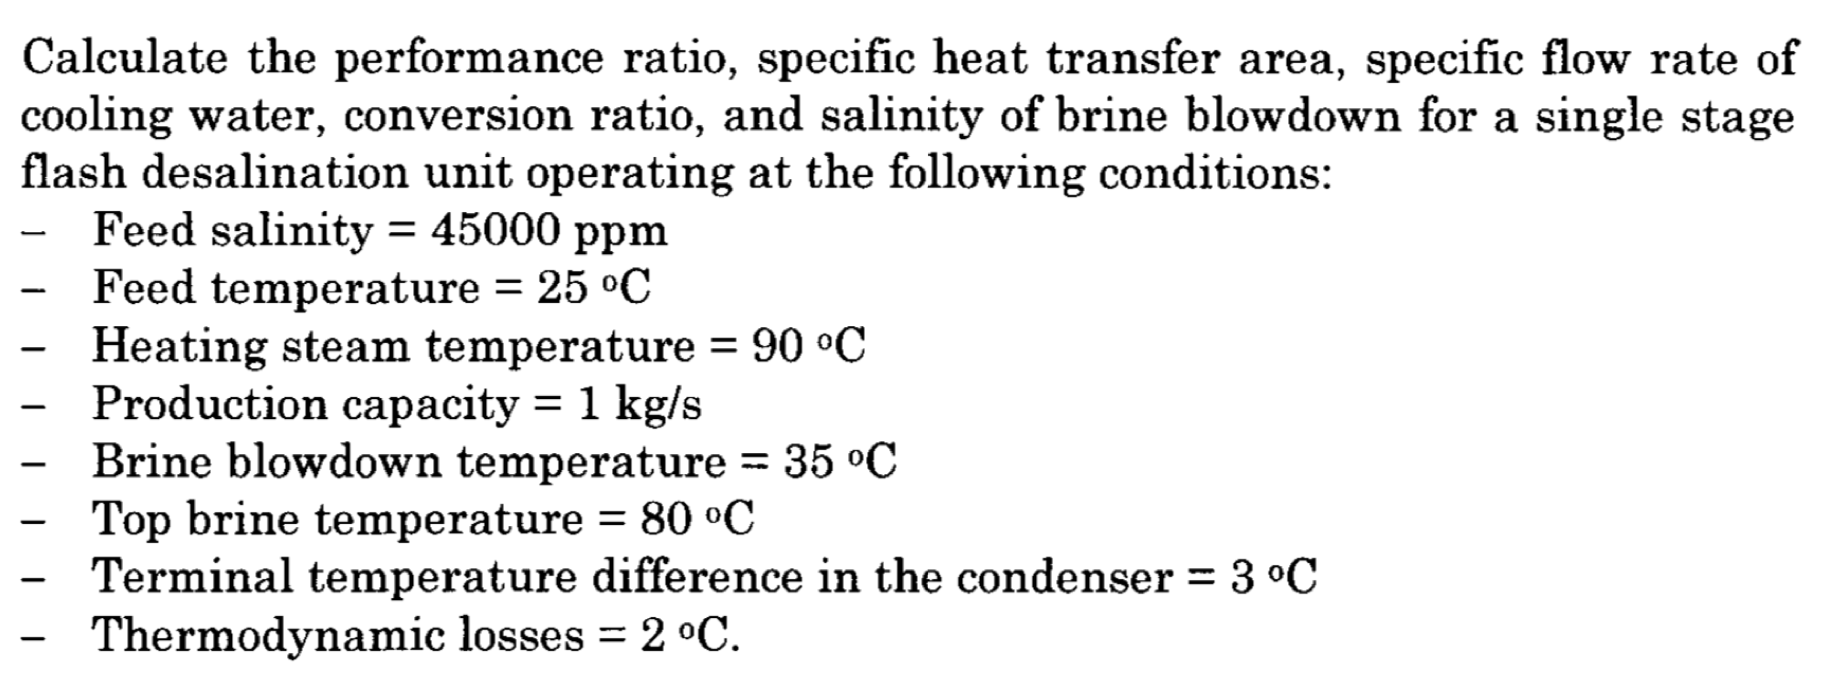 Calculate the performance ratio, specific heat transfer area, specific flow rate of
cooling water, conversion ratio, and salinity of brine blowdown for a single stage
flash desalination unit operating at the following conditions:
– Feed salinity = 45000 ppm
– Feed temperature = 25 °C
– Heating steam temperature = 90 °C
– Production capacity = 1 kg/s
– Brine blowdown temperature = 35 °C
– Top brine temperature = 80 °C
– Terminal temperature difference in the condenser = 3 °C
– Thermodynamic losses = 2 °C.